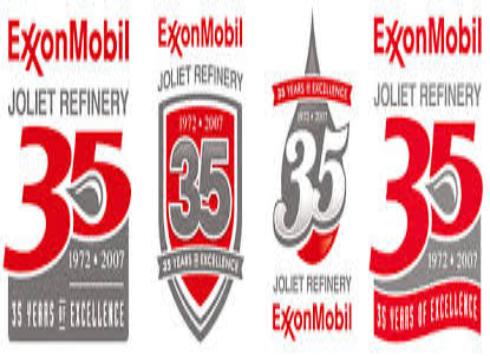 ExxonMobil
JOLIET REFINERY
35
1972 • 2007
35 YEARS OF EXCELLENCE
ExxonMobil
JOLIET REFINERY
1972 • 2007
35
35 YEARS OF EXCELLENCE
35 YEARS OF EXCELLENCE
1972 • 2007
35
JOLIET REFINERY
ExxonMobil
ExxonMobil
JOLIET REFINERY
35
1972 • 2007
35 YEARS OF EXCELLENCE